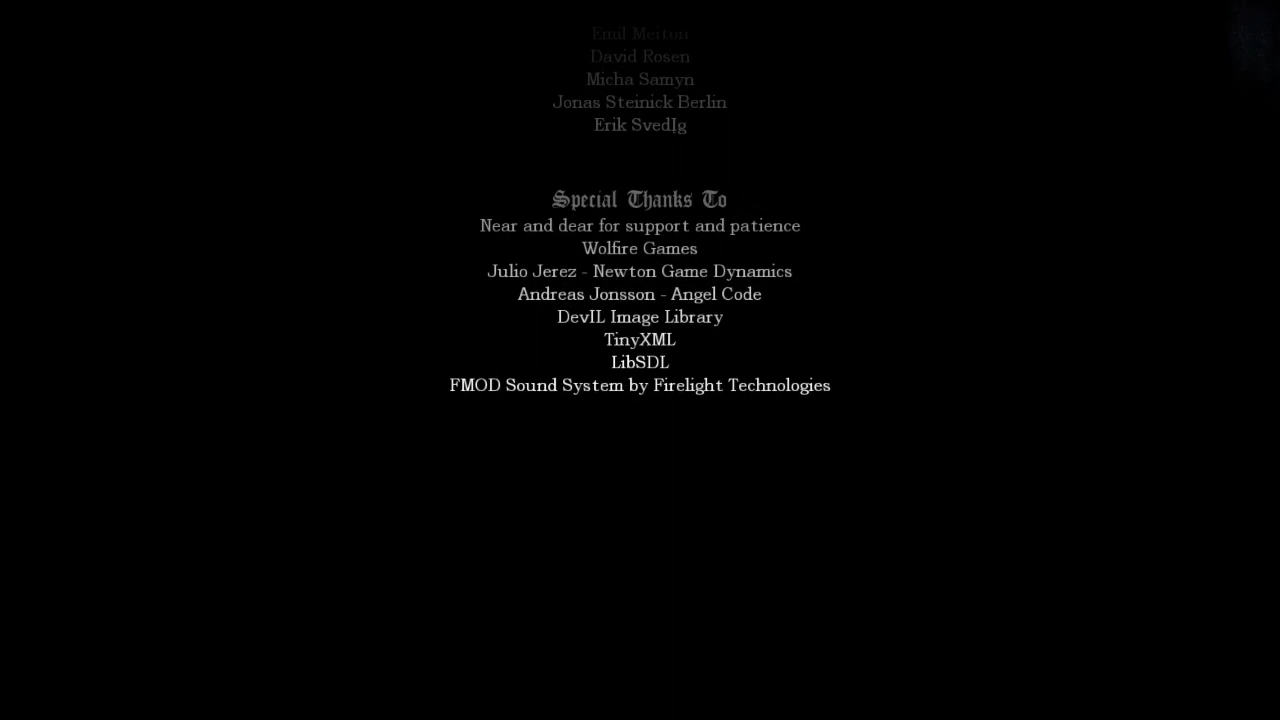 Emil Meiton
David Rosen
Micha Samyn
Jonas Steinick Berlin
Erik SvedIg
Special Thanks To
Near and dear for support and patience
Wolfire Games
Julio Jerez - Newton Game Dynamics
Andreas Jonsson - Angel Code
DevIL Image Library
TinyXML
LibSDL
FMOD Sound System by Firelight Technologies